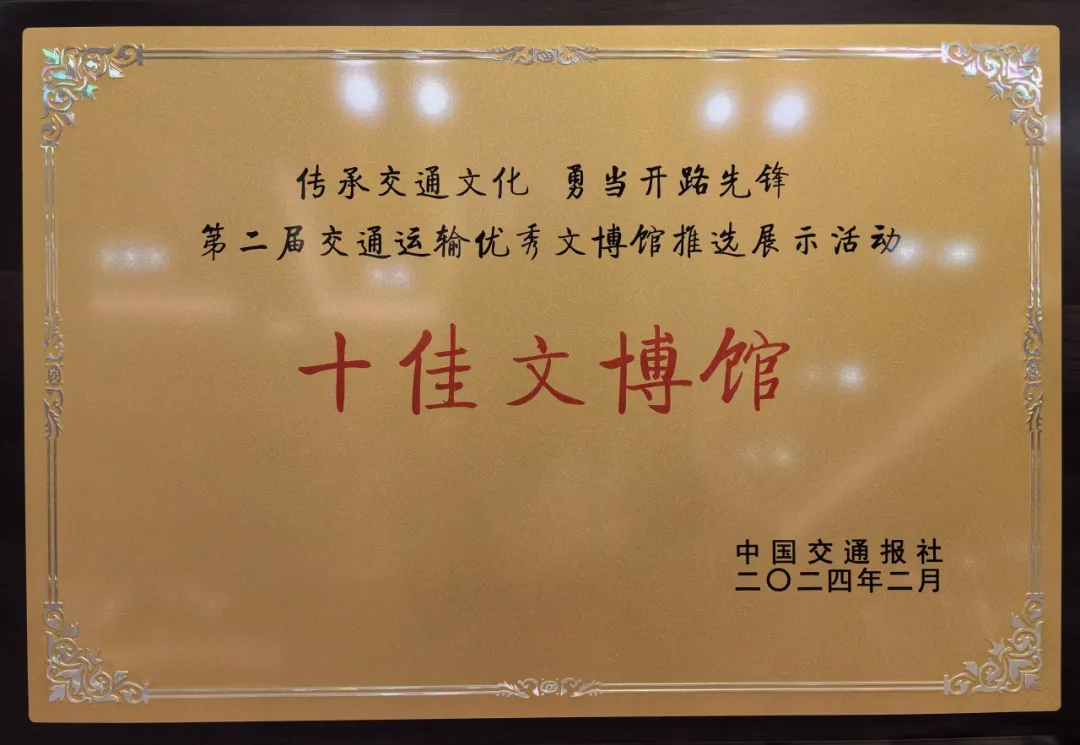 传承交通文化 勇当开路先锋
第二届交通运输优秀文博馆推选展示活动
十佳文博馆
中国交通报社
二〇二四年二月